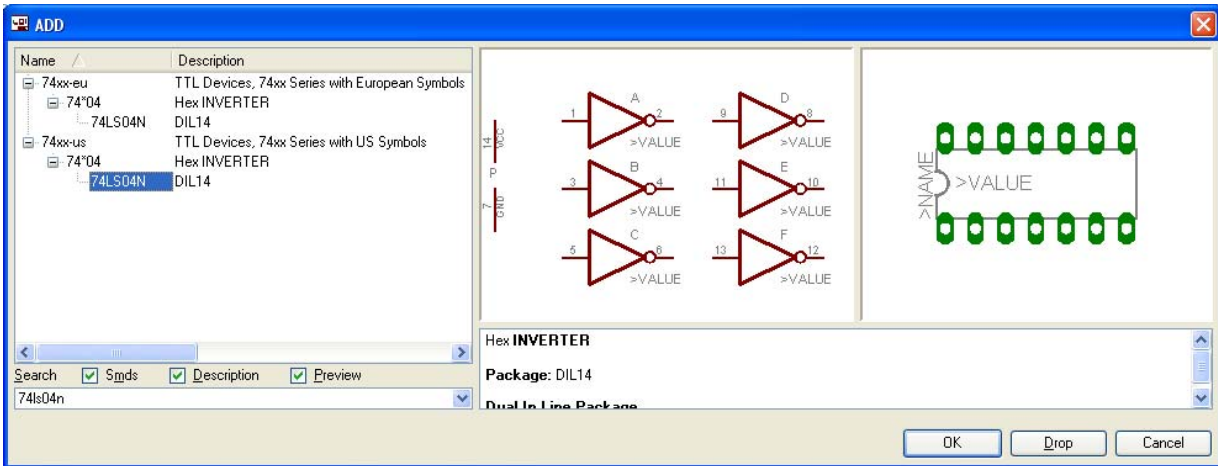 ADD
Name Description
74xx-eu TTL Devices, 74xx Series with European Symbols
74*04 Hex INVERTER
74LS04N DIL14
74xx-us TTL Devices, 74xx Series with US Symbols
74*04 Hex INVERTER
74LS04N DIL14
Search Smds Description Preview
74ls04n
14 VCC
P
7 GND
A
1 2
>VALUE
B
3 4
>VALUE
C
5 6
>VALUE
D
9 8
>VALUE
E
11 10
>VALUE
F
13 12
>VALUE
>NAME
>VALUE
Hex INVERTER
Package: DIL14
Dual In Line Package
OK Drop Cancel